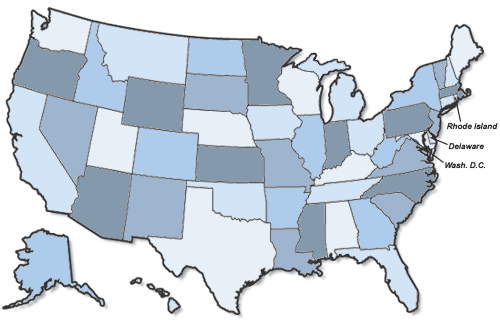 Rhode Island
Delaware
Wash. D.C.